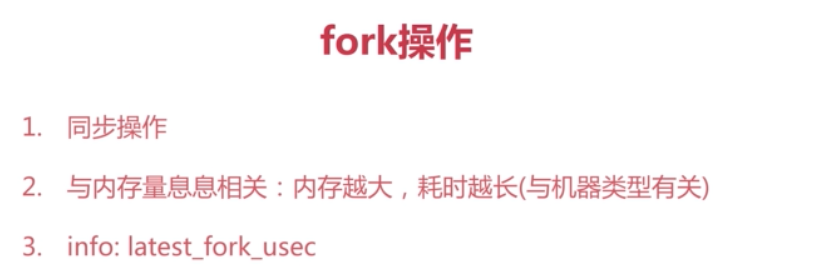 fork操作
1. 同步操作
2. 与内存量息息相关：内存越大，耗时越长(与机器类型有关)
3. info: latest_fork_usec